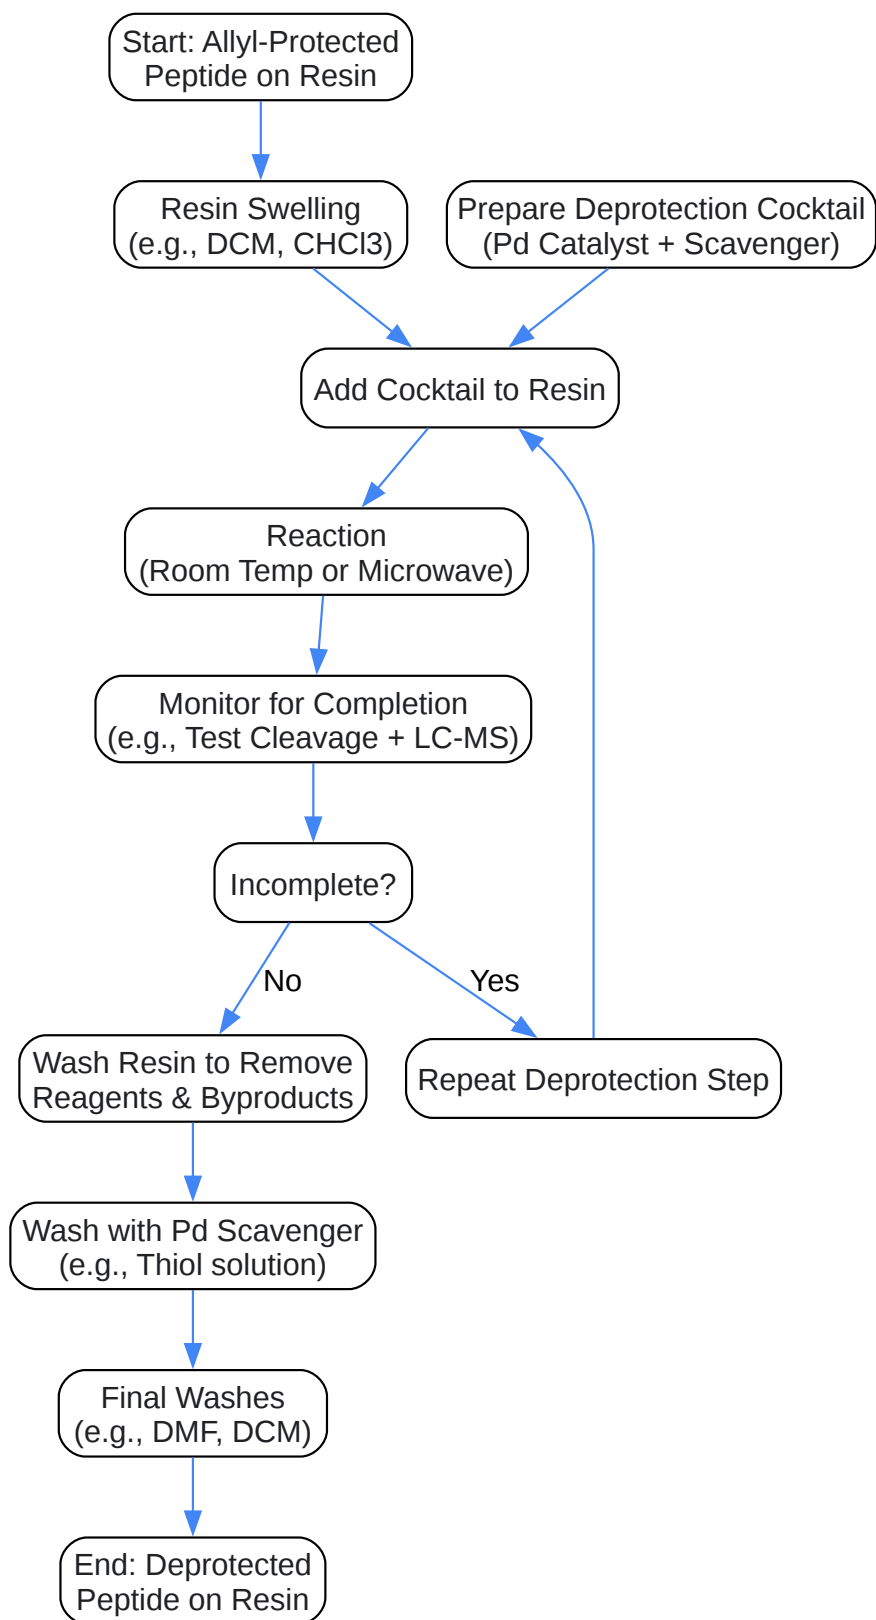 Start: Allyl-Protected
Peptide on Resin
Resin Swelling
(e.g., DCM, CHCl3)
Prepare Deprotection Cocktail
(Pd Catalyst + Scavenger)
Add Cocktail to Resin
Reaction
(Room Temp or Microwave)
Monitor for Completion
(e.g., Test Cleavage + LC-MS)
Incomplete?
No
Yes
Wash Resin to Remove
Reagents & Byproducts
Repeat Deprotection Step
Wash with Pd Scavenger
(e.g., Thiol solution)
Final Washes
(e.g., DMF, DCM)
End: Deprotected
Peptide on Resin